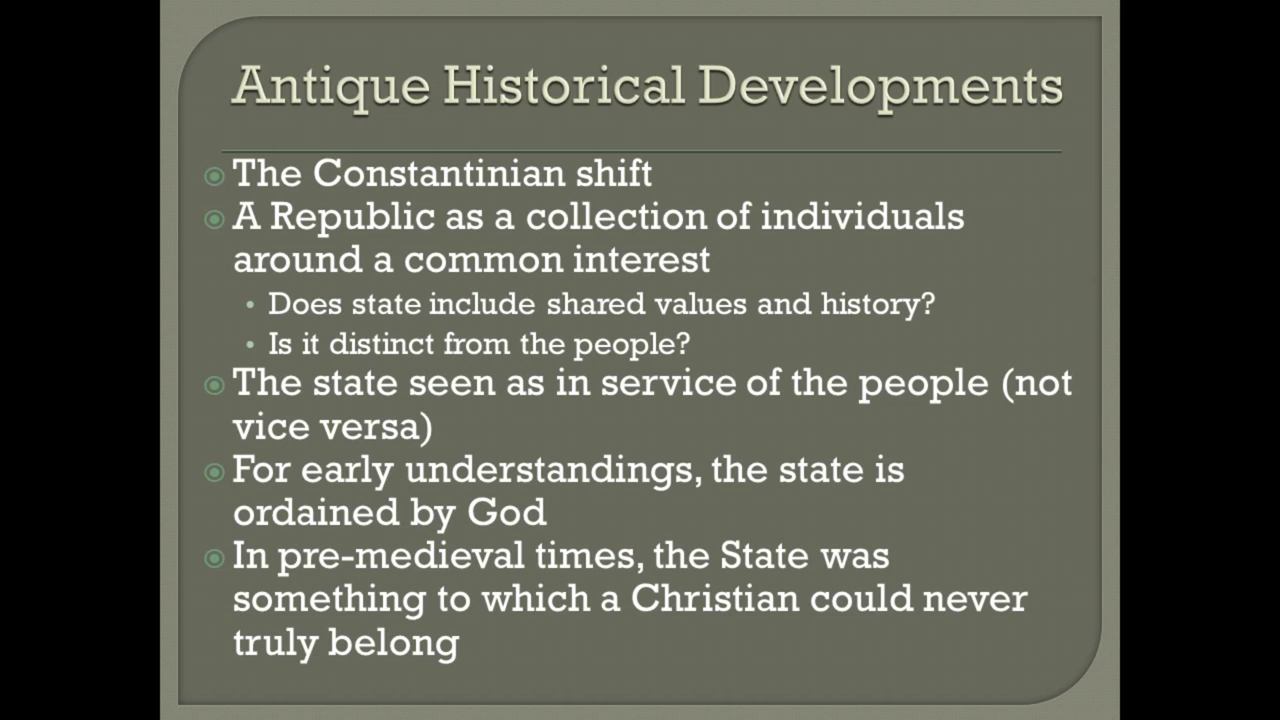 Antique Historical Developments
The Constantinian shift
A Republic as a collection of individuals
around a common interest
Does state include shared values and history?
Is it distinct from the people?
The state seen as in service of the people (not
vice versa)
For early understandings, the state is
ordained by God
In pre-medieval times, the State was
something to which a Christian could never
truly belong